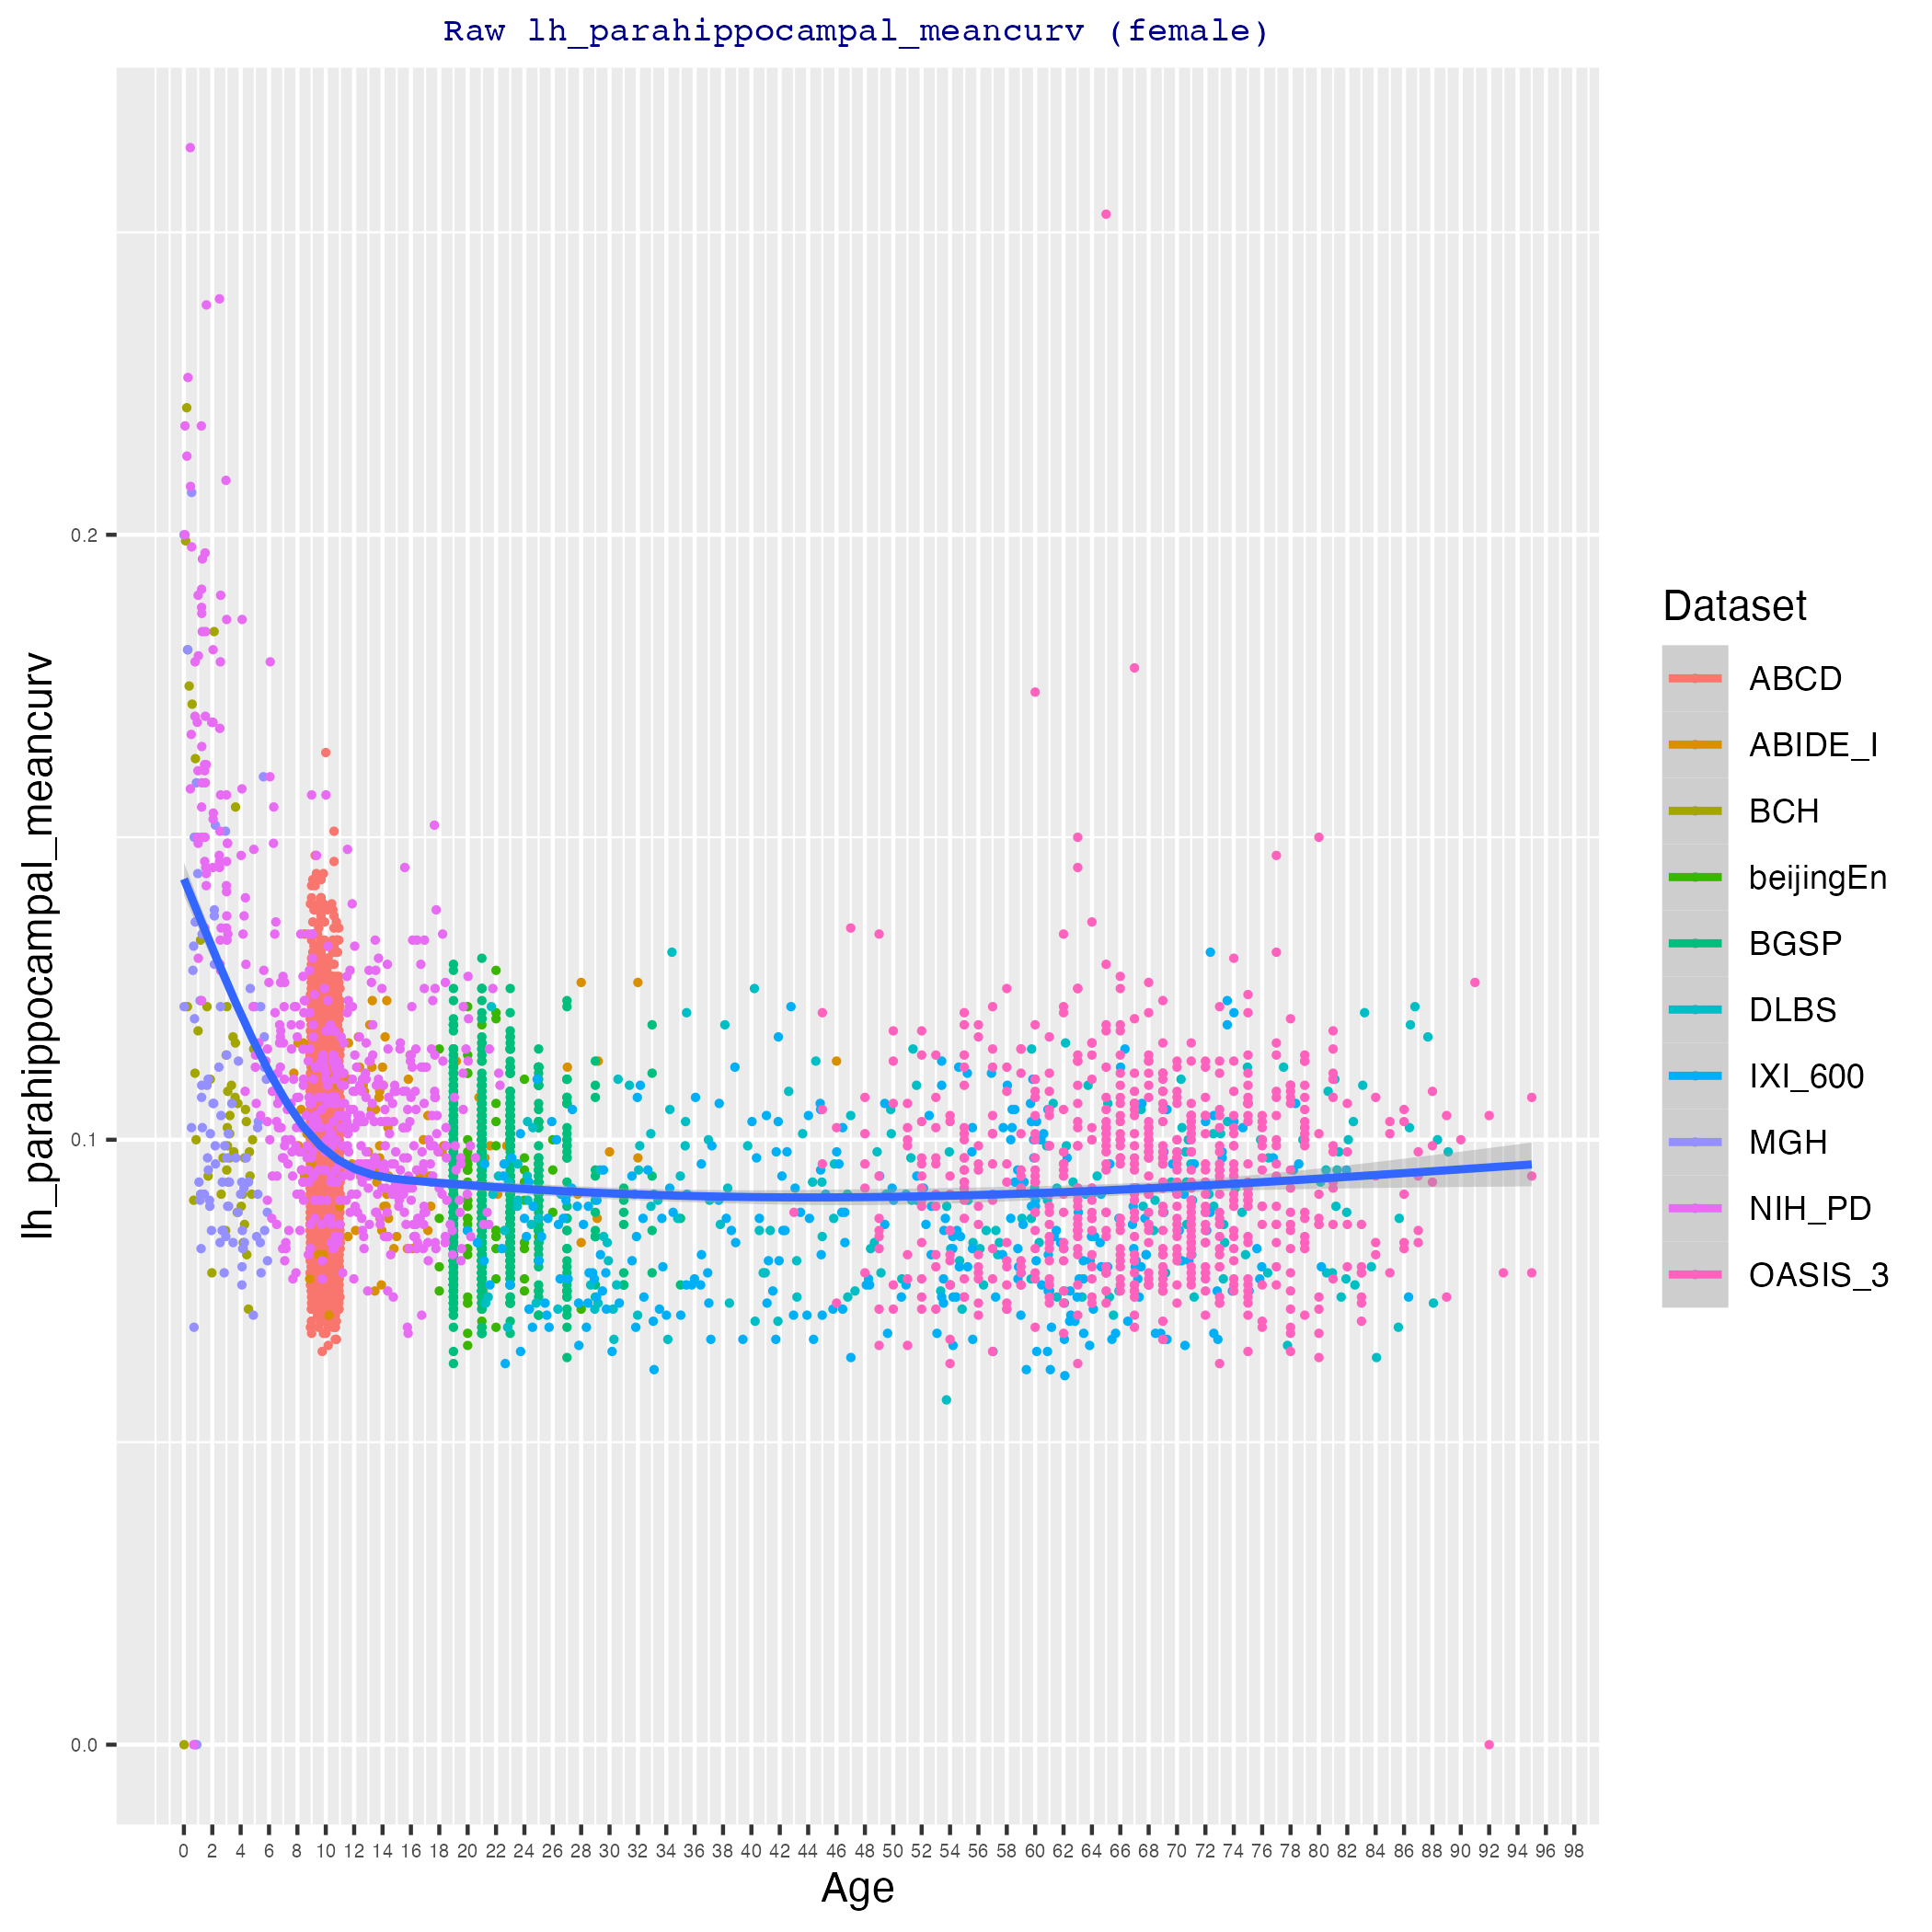 Raw lh_parahippocampal_meancurv (female)
lh_parahippocampal_meancurv
0.2
0.1
0.0
0 2 4 6 8 10 12 14 16 18 20 22 24 26 28 30 32 34 36 38 40 42 44 46 48 50 52 54 56 58 60 62 64 66 68 70 72 74 76 78 80 82 84 86 88 90 92 94 96 98
Age
Dataset
ABCD
ABIDE_I
BCH
beijingEn
BGSP
DLBS
IXI_600
MGH
NIH_PD
OASIS_3